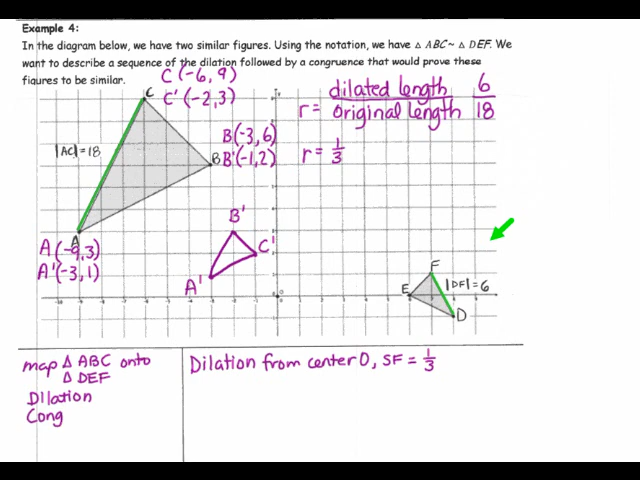 Example 4:
In the diagram below, we have two similar figures. Using the notation, we have △ ABC ~ △ DEF. We
want to describe a sequence of the dilation followed by a congruence that would prove these
figures to be similar.
C (-6, 9)
C' (-2, 3)
r = dilated length / original length 6 / 18
r = 1/3
C
|AC| = 18
B (-3, 6)
B' (-1, 2)
B
A
A (-9, 3)
A' (-3, 1)
B'
C'
A'
F
E
|DF| = 6
D
map △ ABC onto
△ DEF
Dilation
Cong
Dilation from center O, SF = 1/3